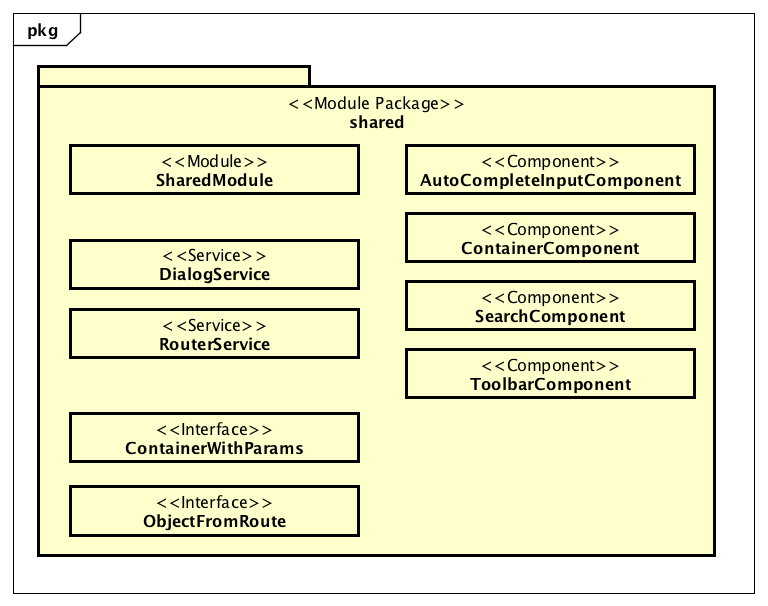 pkg
<<Module Package>>
shared
<<Module>>
SharedModule
<<Service>>
DialogService
<<Service>>
RouterService
<<Interface>>
ContainerWithParams
<<Interface>>
ObjectFromRoute
<<Component>>
AutoCompleteInputComponent
<<Component>>
ContainerComponent
<<Component>>
SearchComponent
<<Component>>
ToolbarComponent